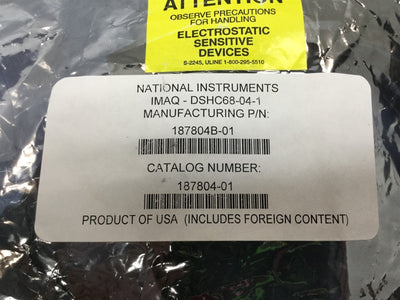 ATTENTION
OBSERVE PRECAUTIONS
FOR HANDLING
ELECTROSTATIC
SENSITIVE
DEVICES
S-2245, ULINE 1-800-295-5510
NATIONAL INSTRUMENTS
IMAQ - DSHC68-04-1
MANUFACTURING P/N:
187804B-01
CATALOG NUMBER:
187804-01
PRODUCT OF USA (INCLUDES FOREIGN CONTENT)